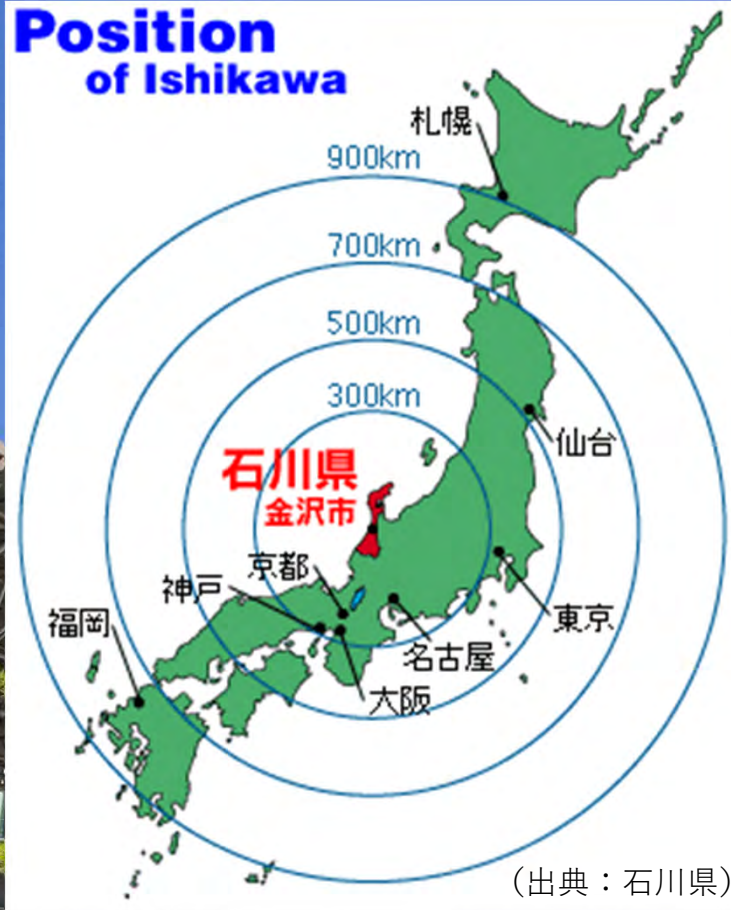 Position
of Ishikawa
札幌
900km
700km
500km
300km
仙台
石川県
金沢市
京都
神戸
福岡
東京
名古屋
大阪
（出典：石川県）